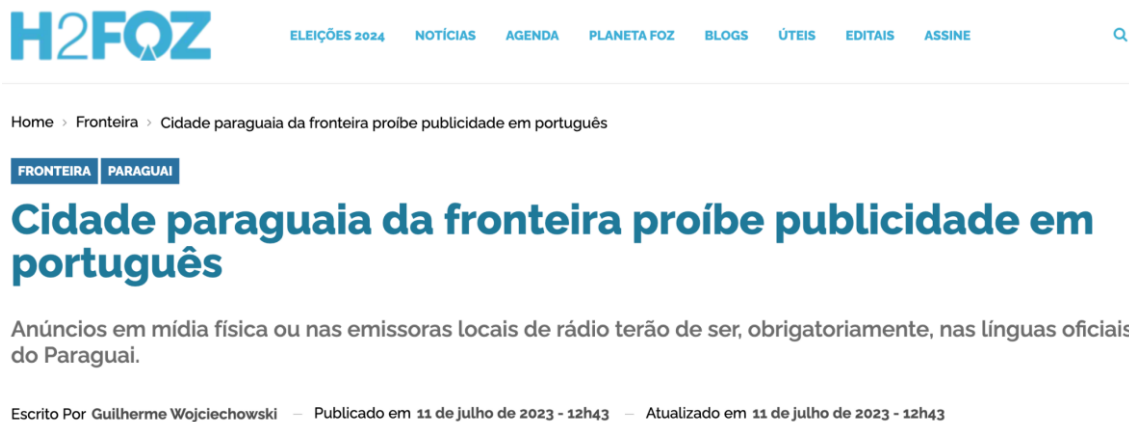 H2FOZ
ELEIÇÕES 2024 NOTÍCIAS AGENDA PLANETA FOZ BLOGS ÚTEIS EDITAIS ASSINE
Home > Fronteira > Cidade paraguaia da fronteira proíbe publicidade em português
FRONTEIRA PARAGUAI
Cidade paraguaia da fronteira proíbe publicidade em
português
Anúncios em mídia física ou nas emissoras locais de rádio terão de ser, obrigatoriamente, nas línguas oficiais
do Paraguai.
Escrito Por Guilherme Wojciechowski — Publicado em 11 de julho de 2023 - 12h43 — Atualizado em 11 de julho de 2023 - 12h43